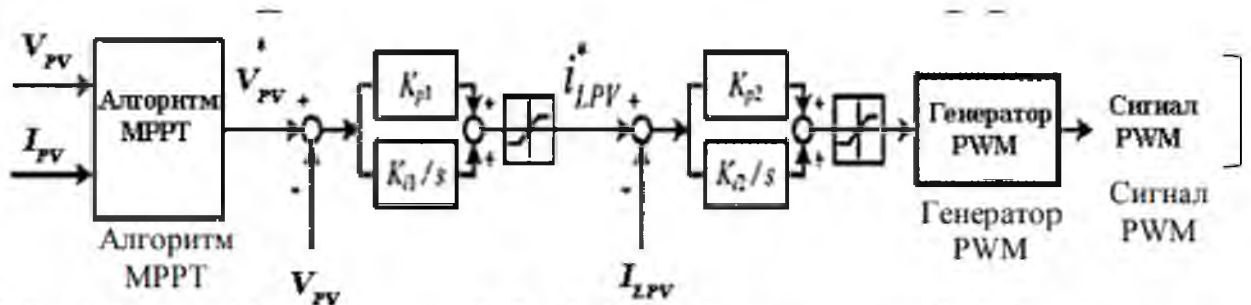 V_PV
I_PV
Алгоритм
MPPT
Алгоритм
MPPT
V*_PV
+
-
V_PV
K_p1
K_i1/s
+
+
i*_LPV
+
-
I_LPV
K_p2
K_i2/s
+
+
Генератор
PWM
Генератор
PWM
Сигнал
PWM
Сигнал
PWM